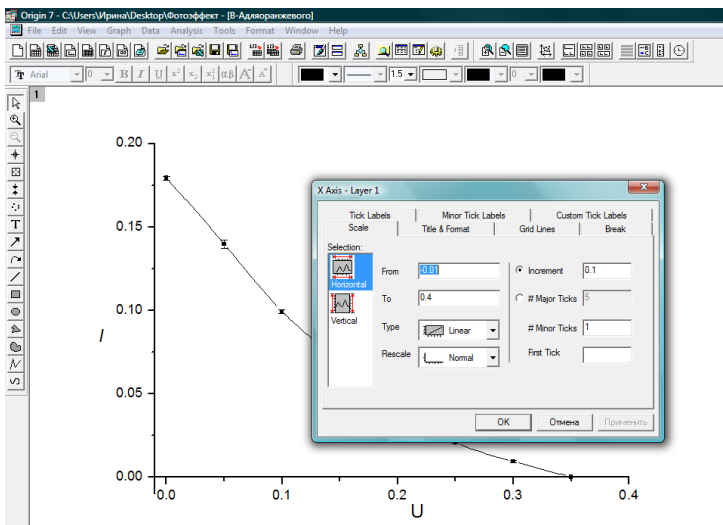 Origin 7 - C:\Users\Ирина\Desktop\Фотоэффект - [В-Адляоранжевого]
File Edit View Graph Data Analysis Tools Format Window Help
Arial 0 B I U x² x₂ x₁² αβ A A 1.5 0
1
0.20
0.15
0.10
0.05
0.00
I
0.0 0.1 0.2 0.3 0.4
U
X Axis - Layer 1
Tick Labels Minor Tick Labels Custom Tick Labels
Scale Title & Format Grid Lines Break
Selection:
Horizontal
Vertical
From -0.01
To 0.4
Type Linear
Rescale Normal
Increment 0.1
# Major Ticks 5
# Minor Ticks 1
First Tick
OK Отмена Применить